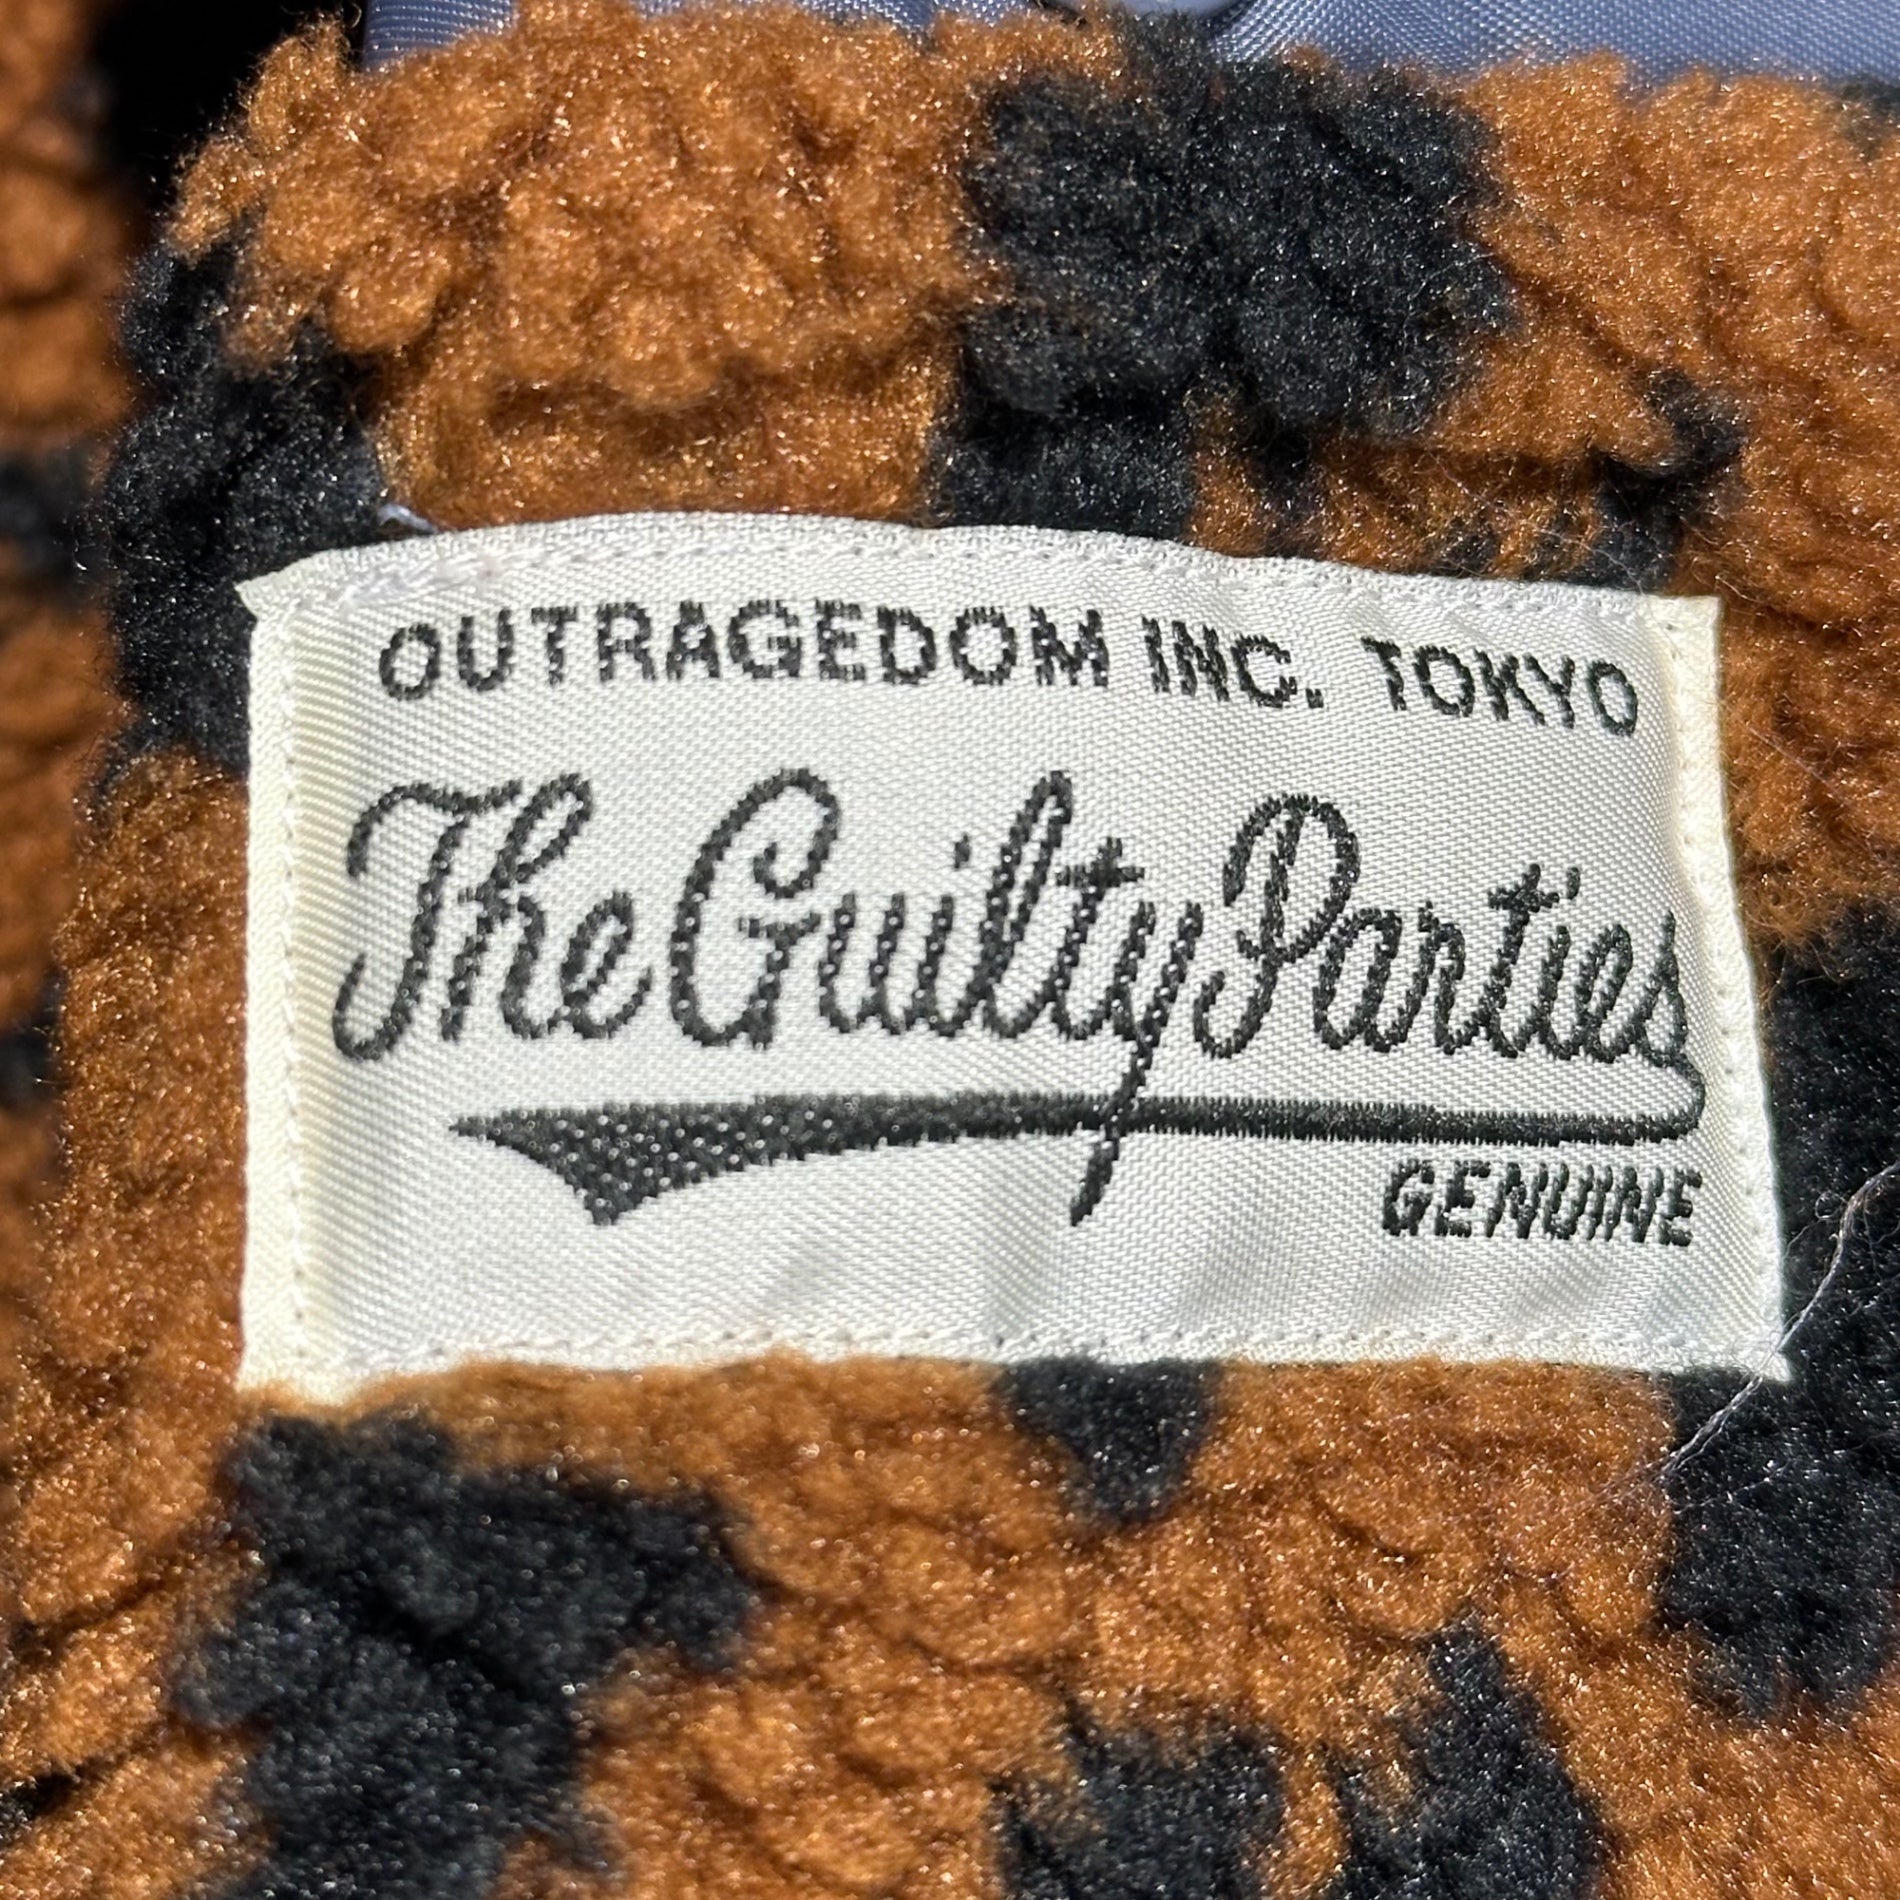 OUTRAGEDOM INC. TOKYO
The Guilty Parties
GENUINE